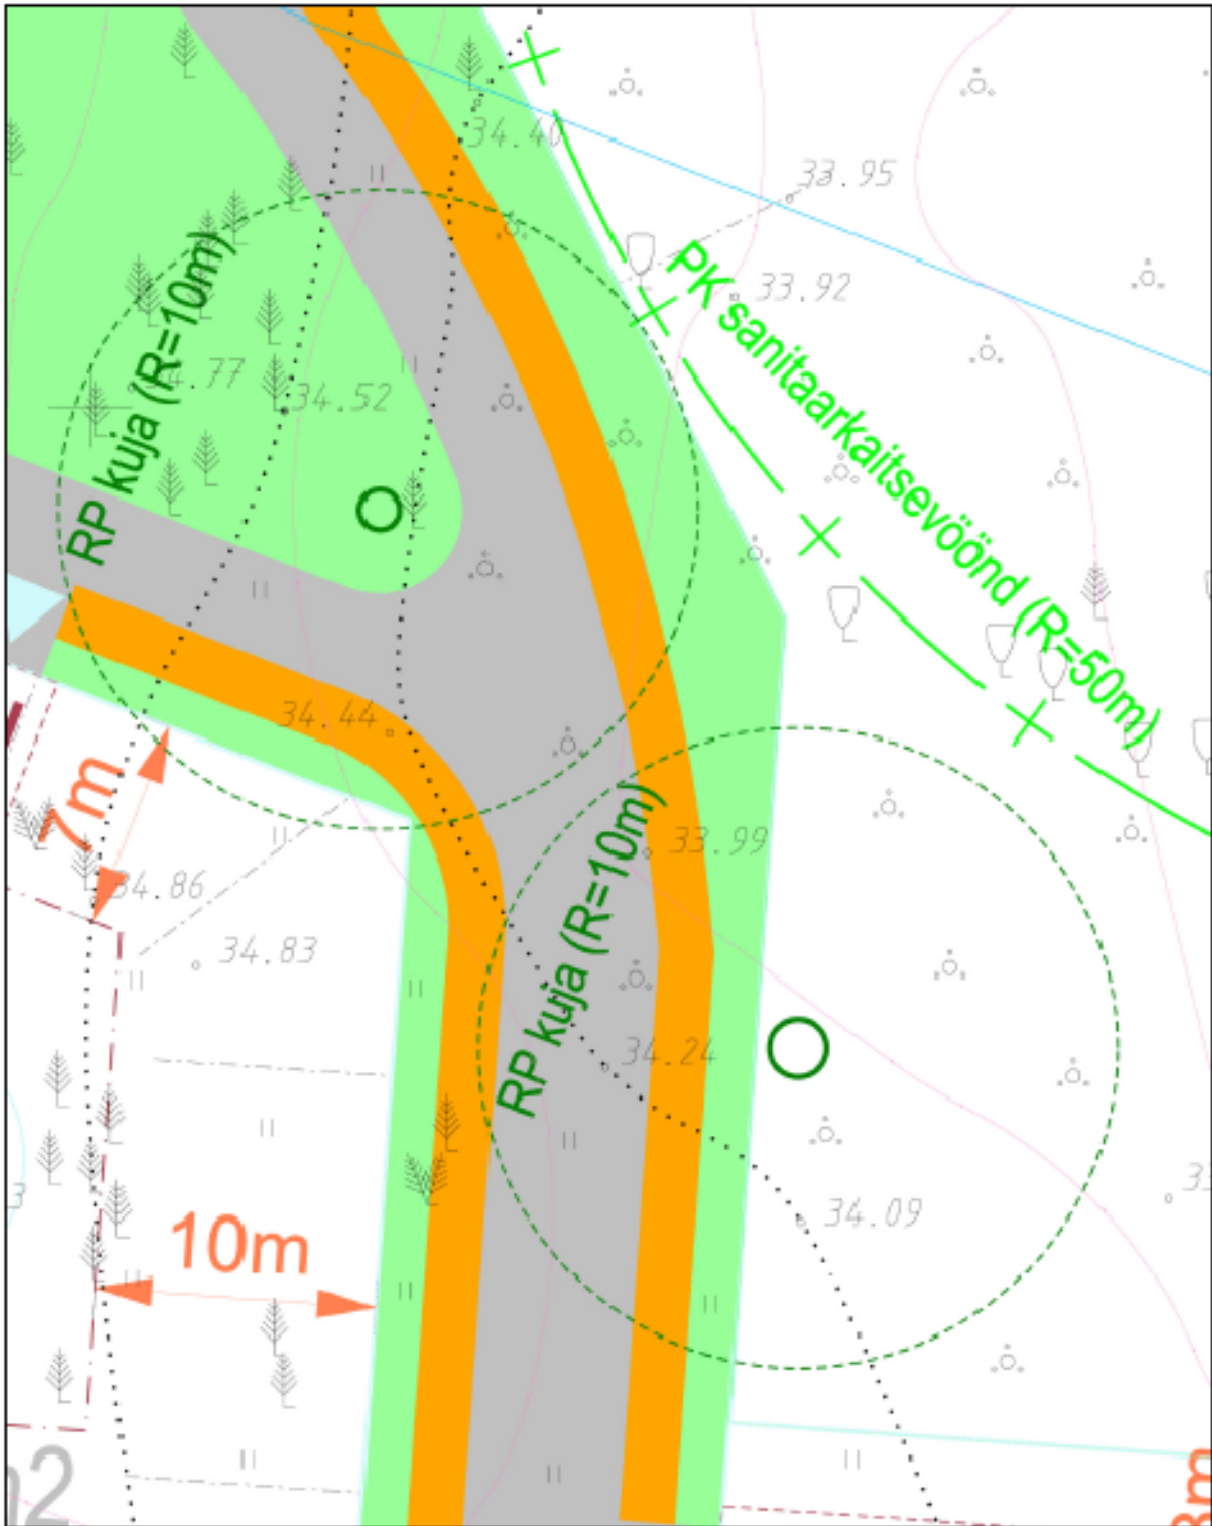 34.40
33.95
RP kuja (R=10m)
PK sanitaarkaitsevöönd (R=50m)
33.92
34.52
34.44
7m
33.99
RP kuja (R=10m)
34.86
34.83
34.24
34.09
10m